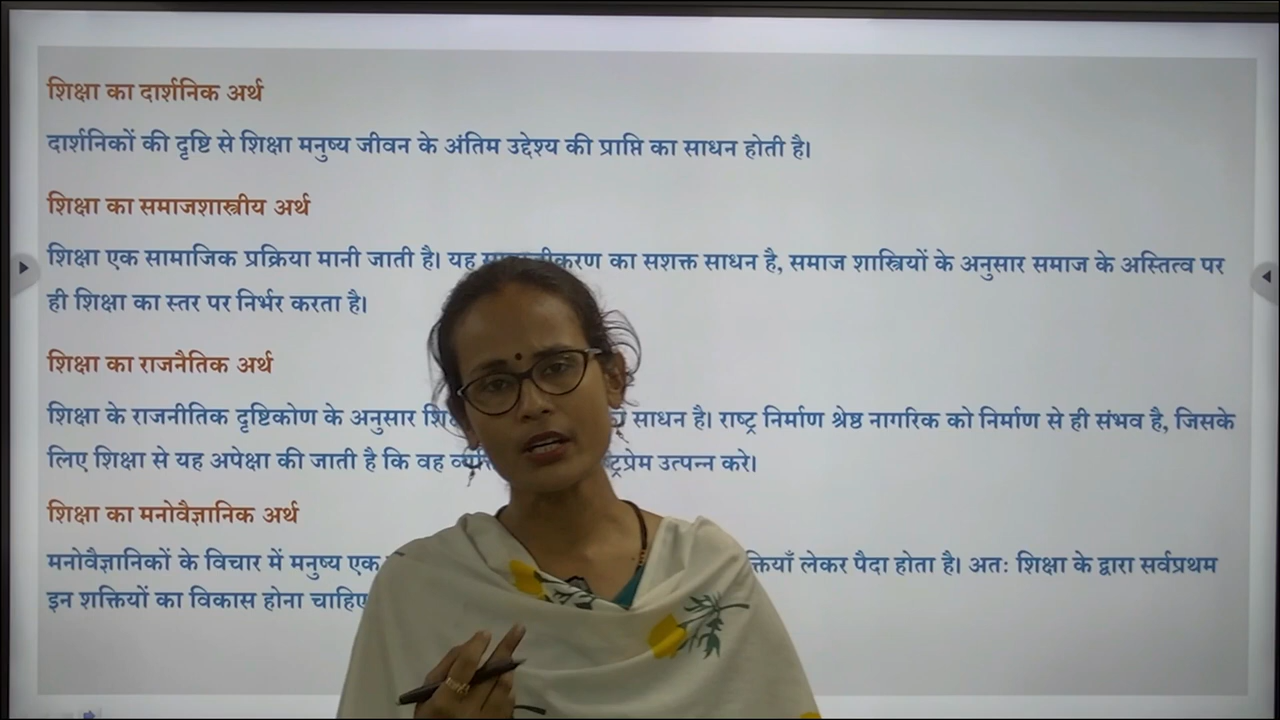 शिक्षा का दार्शनिक अर्थ
दार्शनिकों की दृष्टि से शिक्षा मनुष्य जीवन के अंतिम उद्देश्य की प्राप्ति का साधन होती है।
शिक्षा का समाजशास्त्रीय अर्थ
शिक्षा एक सामाजिक प्रक्रिया मानी जाती है। यह का सशक्त साधन है, समाज शास्त्रियों के अनुसार समाज के अस्तित्व पर
ही शिक्षा का स्तर पर निर्भर करता है।
शिक्षा का राजनैतिक अर्थ
शिक्षा के राजनीतिक दृष्टिकोण के अनुसार साधन है। राष्ट्र निर्माण श्रेष्ठ नागरिक को निर्माण से ही संभव है, जिसके
लिए शिक्षा से यह अपेक्षा की जाती है कि वह उत्पन्न करे।
शिक्षा का मनोवैज्ञानिक अर्थ
मनोवैज्ञानिकों के विचार में मनुष्य एक लेकर पैदा होता है। अतः शिक्षा के द्वारा सर्वप्रथम
इन शक्तियों का विकास होना चाहिए